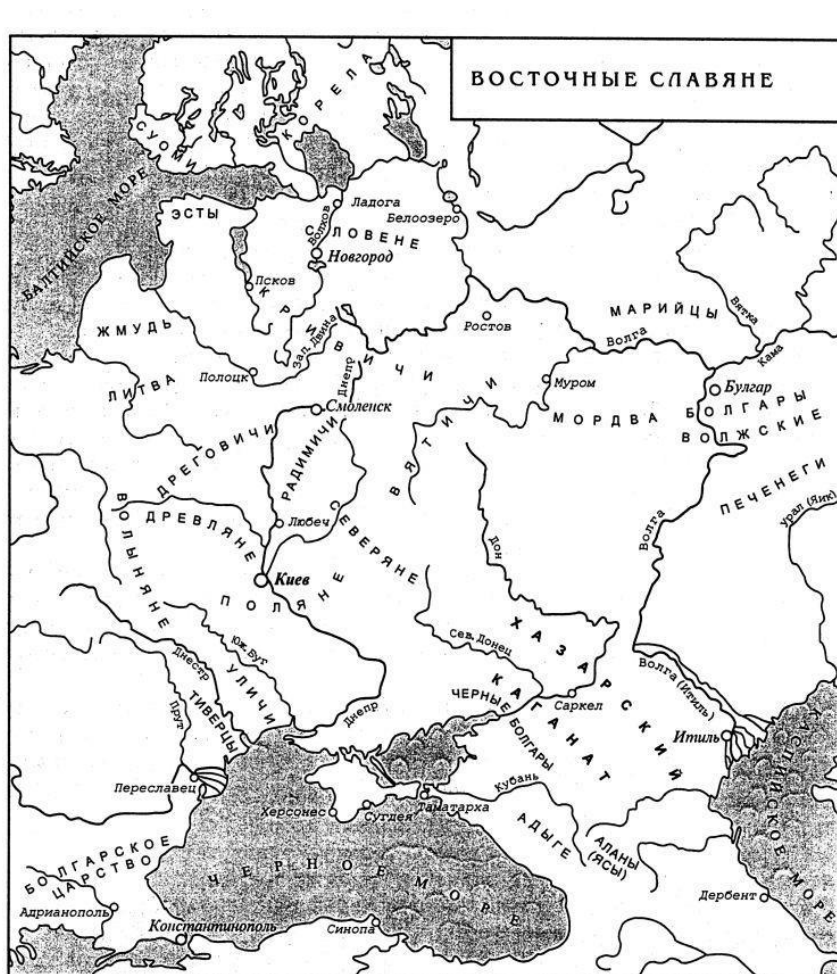 ВОСТОЧНЫЕ СЛАВЯНЕ
КОРЕЛА
СУОМИ
БАЛТИЙСКОЕ МОРЕ
ЭСТЫ
Ладога
Белоозеро
Волхов
СЛОВЕНЕ
Новгород
Псков
КРИВИЧИ
Ростов
МАРИЙЦЫ
Вятка
Волга
Кама
ЖМУДЬ
Зап. Двина
ЛИТВА
Полоцк
Днепр
Муром
Булгар
Смоленск
МОРДВА
БОЛГАРЫ
ВОЛЖСКИЕ
ДРЕГОВИЧИ
РАДИМИЧИ
ВЯТИЧИ
ПЕЧЕНЕГИ
Урал (Яик)
ВОЛЫНЯНЕ
ДРЕВЛЯНЕ
Любеч
СЕВЕРЯНЕ
Дон
Волга
Киев
ПОЛЯНЕ
ХАЗАРСКИЙ
КАГАНАТ
Сев. Донец
Юж. Буг
Днестр
УЛИЧИ
ТИВЕРЦЫ
Прут
Днепр
ЧЕРНЫЕ
БОЛГАРЫ
Саркел
Волга (Итиль)
Итиль
КАСПИЙСКОЕ МОРЕ
Переславец
Херсонес
Сугдея
Таматарха
Кубань
АДЫГЕ
АЛАНЫ
(ЯСЫ)
БОЛГАРСКОЕ
ЦАРСТВО
ЧЕРНОЕ МОРЕ
Дербент
Адрианополь
Константинополь
Синопа